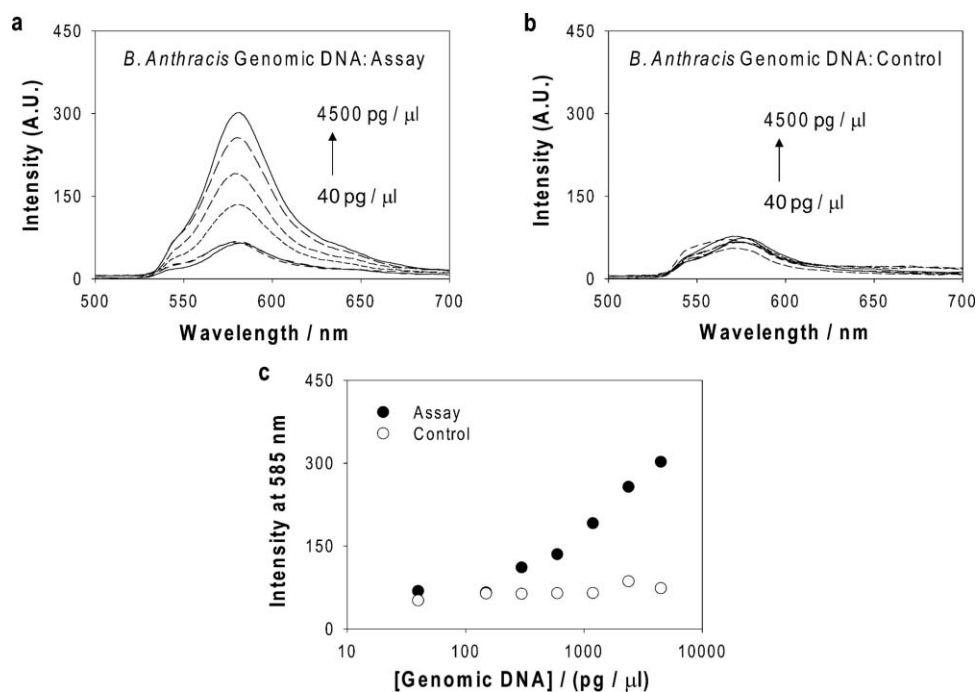 a
450
300
150
0
Intensity (A.U.)
B. Anthracis Genomic DNA: Assay
4500 pg / µl
40 pg / µl
500 550 600 650 700
Wavelength / nm
b
450
300
150
0
Intensity (A.U.)
B. Anthracis Genomic DNA: Control
4500 pg / µl
40 pg / µl
500 550 600 650 700
Wavelength / nm
c
450
300
150
0
Intensity at 585 nm
Assay
Control
10 100 1000 10000
[Genomic DNA] / (pg / µl)